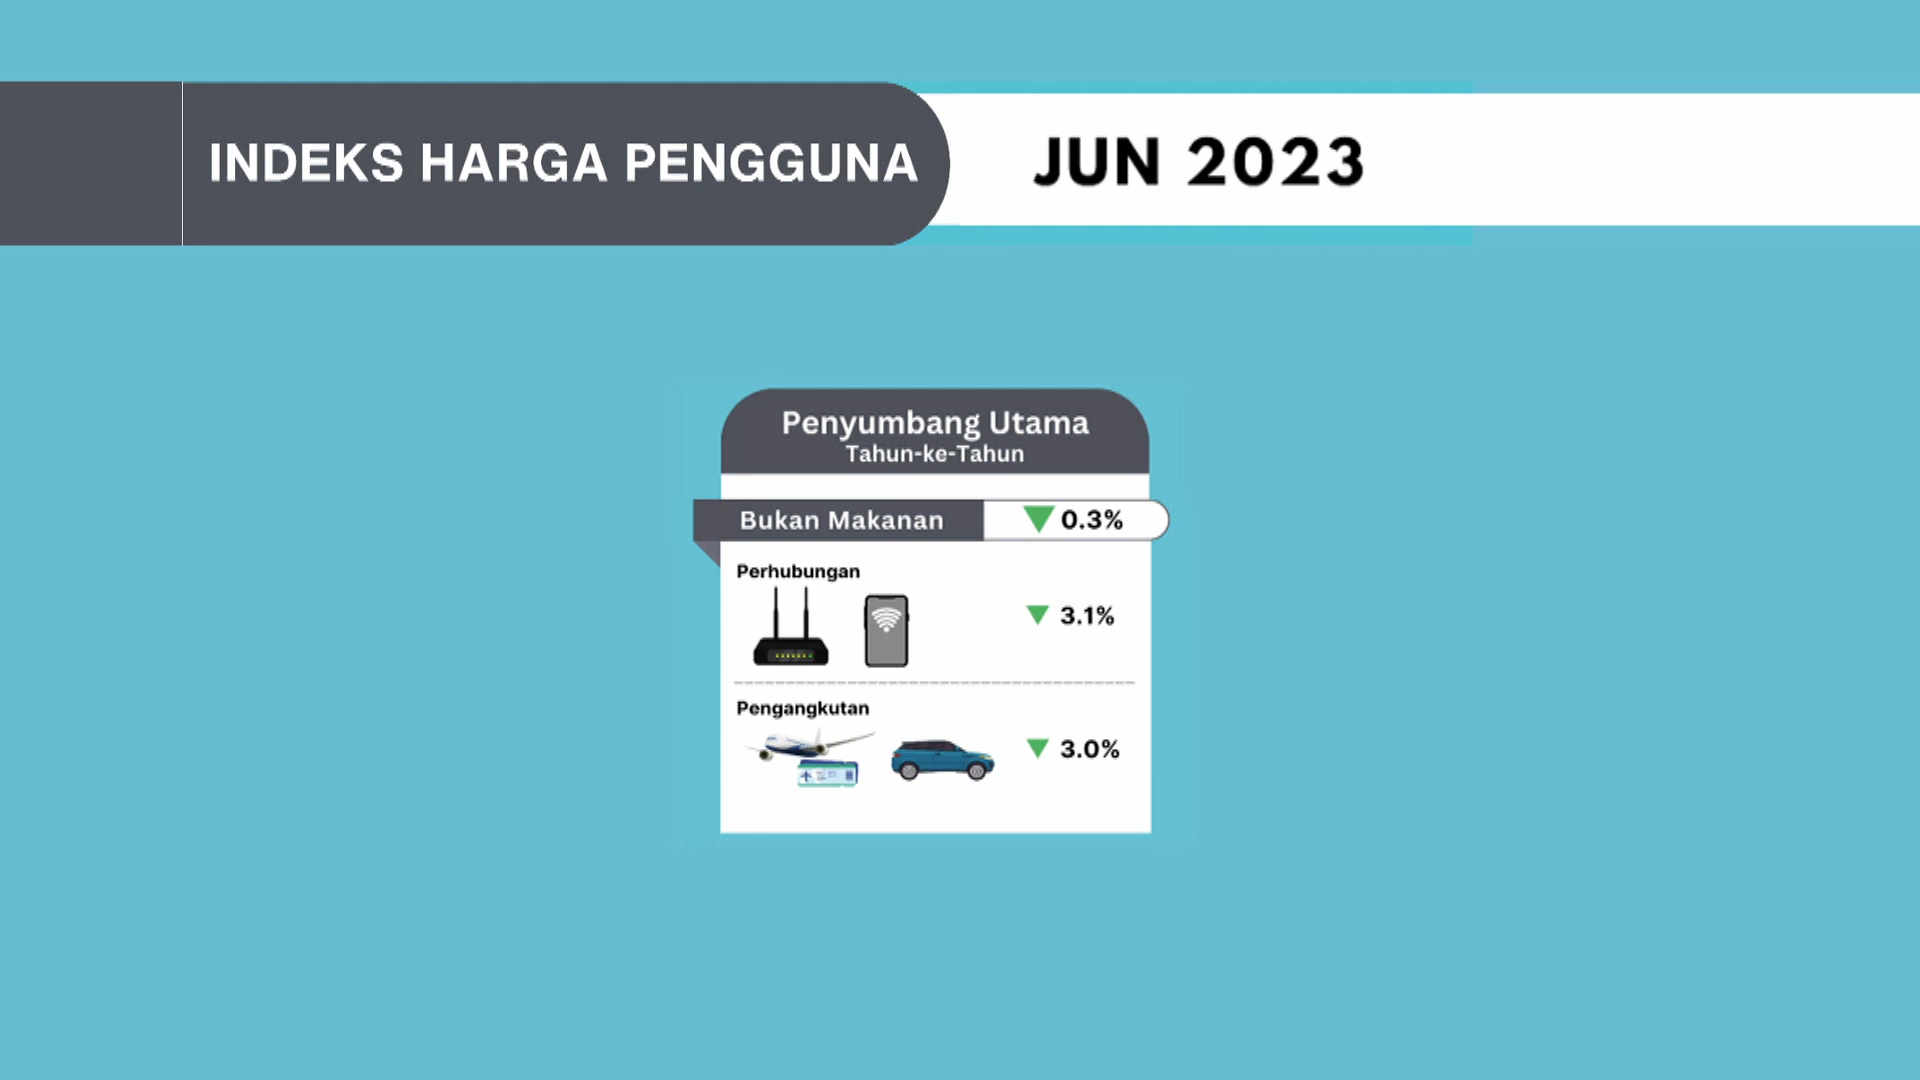 INDEKS HARGA PENGGUNA
JUN 2023
Penyumbang Utama
Tahun-ke-Tahun
Bukan Makanan
0.3%
Perhubungan
3.1%
Pengangkutan
3.0%